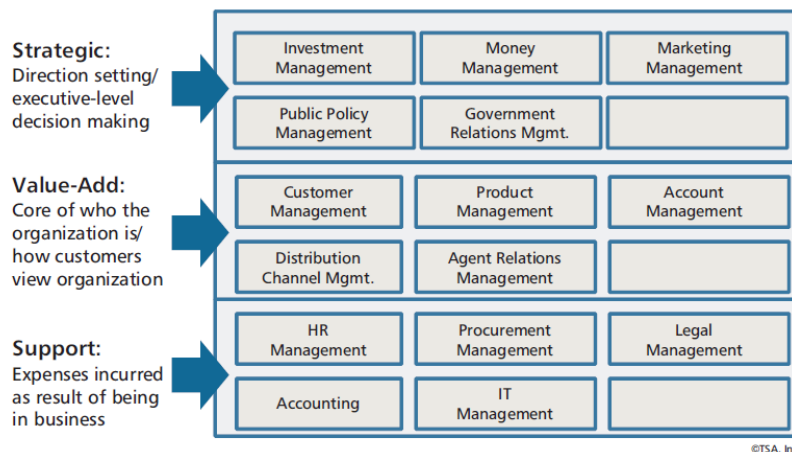 Strategic:
Direction setting/
executive-level
decision making
Investment
Management
Money
Management
Marketing
Management
Public Policy
Management
Government
Relations Mgmt.
Value-Add:
Core of who the
organization is/
how customers
view organization
Customer
Management
Product
Management
Account
Management
Distribution
Channel Mgmt.
Agent Relations
Management
Support:
Expenses incurred
as result of being
in business
HR
Management
Procurement
Management
Legal
Management
Accounting
IT
Management
©TSA, In